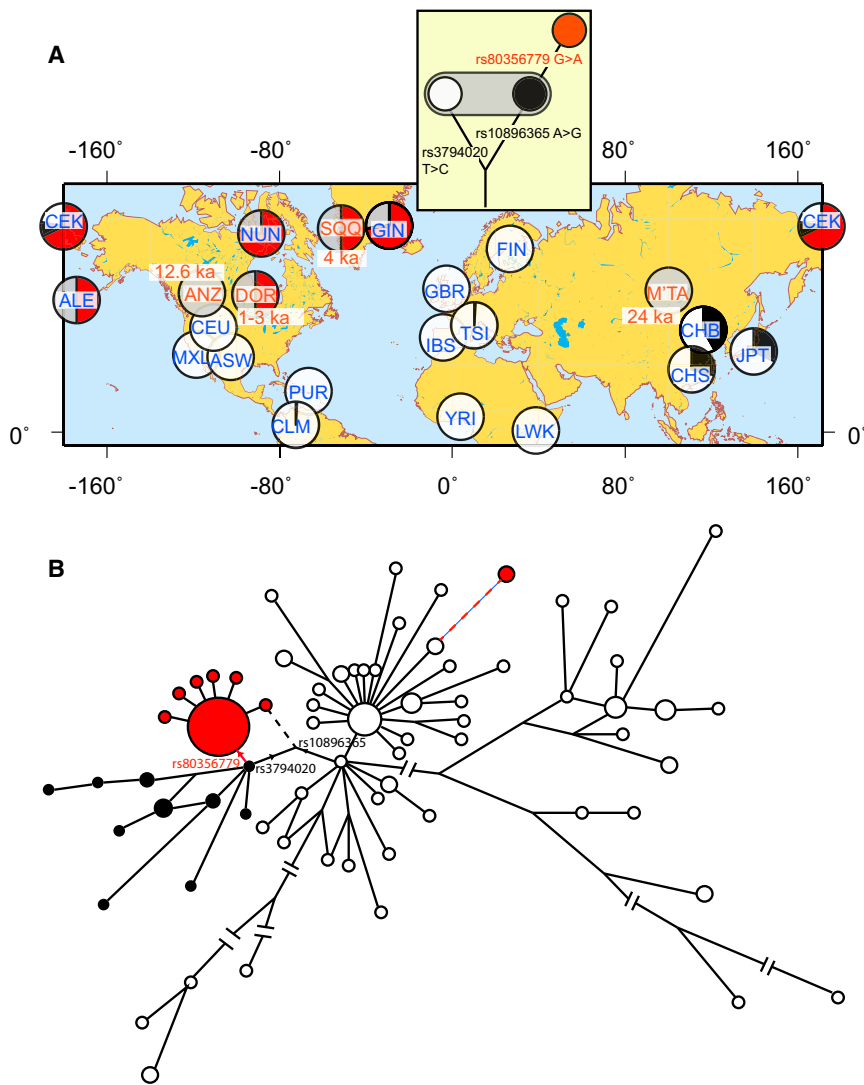 A
rs80356779 G>A
rs10896365 A>G
rs3794020
T>C
-160˚ -80˚ 80˚ 160˚
CEK NUN SQQ GIN FIN CEK
4 ka
12.6 ka
ALE ANZ DOR GBR M'TA
1-3 ka 24 ka
CEU TSI CHB
IBS JPT
MXL ASW CHS
PUR
CLM YRI LWK
0˚ 0˚
-160˚ -80˚ 0˚ 80˚ 160˚
B
rs10896365
rs80356779 rs3794020